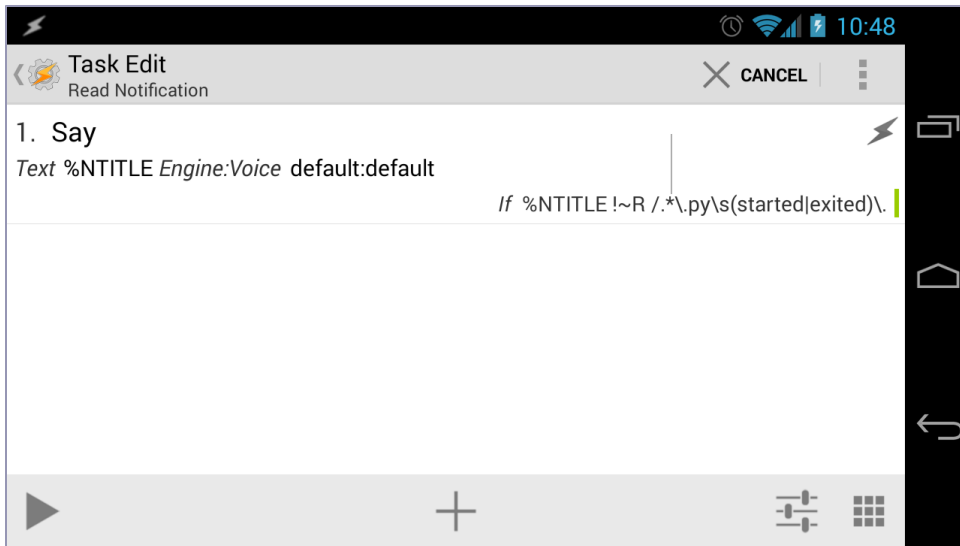 10:48
Task Edit
CANCEL
Read Notification
1. Say
Text %NTITLE Engine:Voice default:default
If %NTITLE !~R /.*\.py\s(started|exited)\.